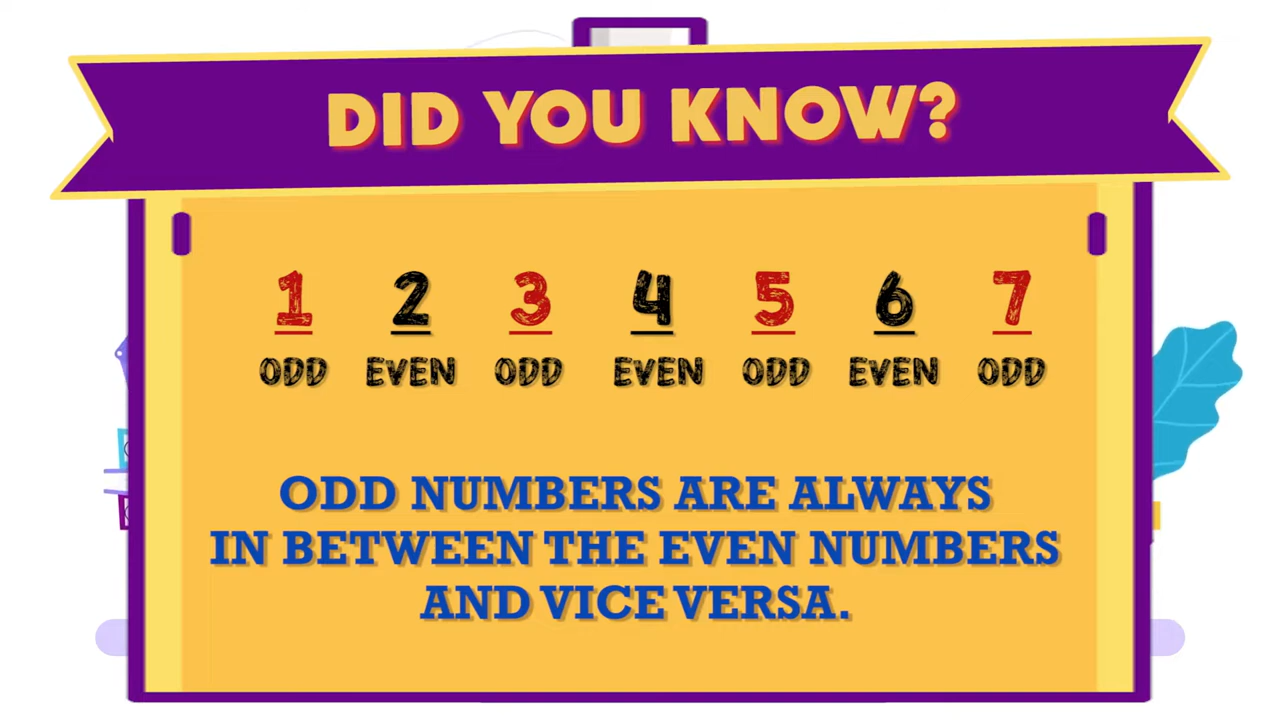 DID YOU KNOW?
1 2 3 4 5 6 7
ODD EVEN ODD EVEN ODD EVEN ODD
ODD NUMBERS ARE ALWAYS
IN BETWEEN THE EVEN NUMBERS
AND VICE VERSA.